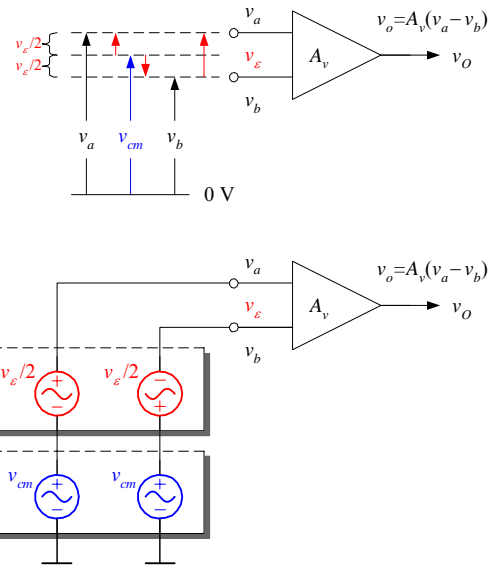 v_a
v_o=A_v(v_a−v_b)
v_ε/2
v_ε/2
v_ε
A_v
v_O
v_b
v_a
v_cm
v_b
0 V
v_a
v_o=A_v(v_a−v_b)
v_ε
A_v
v_O
v_b
v_ε/2
+
−
v_ε/2
−
+
v_cm
+
−
v_cm
+
−